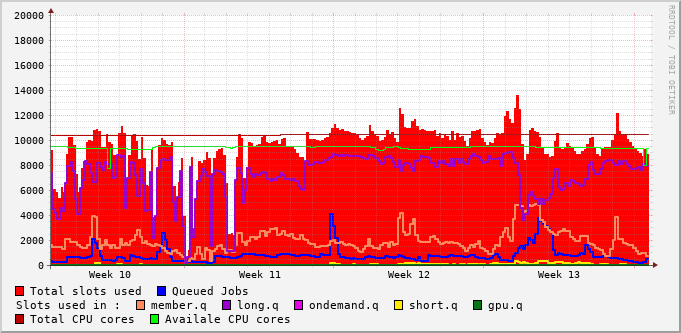 20000
18000
16000
14000
12000
10000
8000
6000
4000
2000
0
Week 10 Week 11 Week 12 Week 13
RRDTOOL / TOBI OETIKER
Total slots used Queued Jobs
Slots used in : member.q long.q ondemand.q short.q gpu.q
Total CPU cores Availale CPU cores